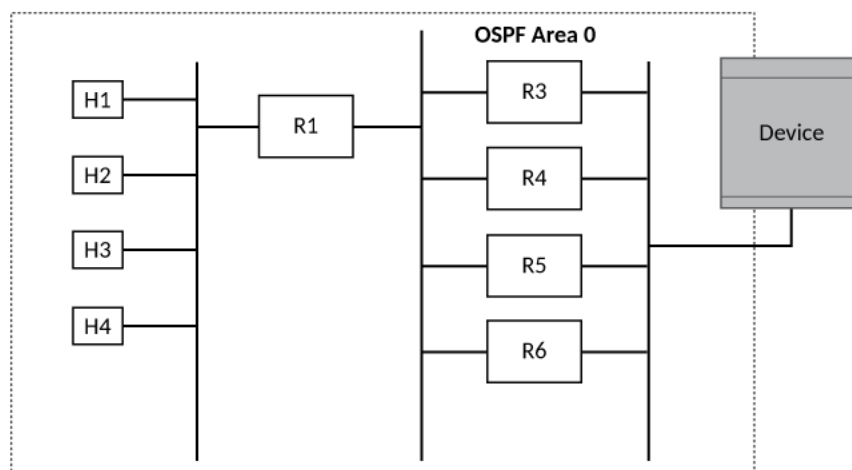 OSPF Area 0
H1
R1
R3
Device
H2
R4
H3
R5
H4
R6